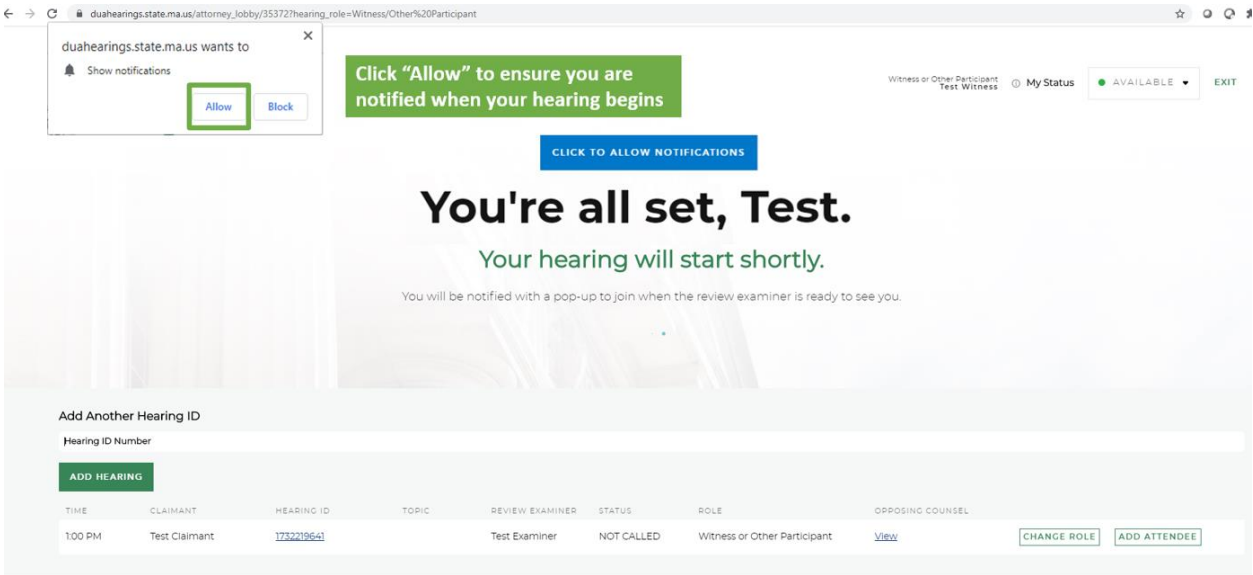 duahearings.state.ma.us/attorney_lobby/35372?hearing_role=Witness/Other%20Participant
duahearings.state.ma.us wants to
Show notifications
Allow Block
Click “Allow” to ensure you are
notified when your hearing begins
Witness or Other Participant
Test Witness
My Status
AVAILABLE
EXIT
CLICK TO ALLOW NOTIFICATIONS
You're all set, Test.
Your hearing will start shortly.
You will be notified with a pop-up to join when the review examiner is ready to see you.
Add Another Hearing ID
Hearing ID Number
ADD HEARING
TIME CLAIMANT HEARING ID TOPIC REVIEW EXAMINER STATUS ROLE OPPOSING COUNSEL
1:00 PM Test Claimant 1732219641 Test Examiner NOT CALLED Witness or Other Participant View CHANGE ROLE ADD ATTENDEE